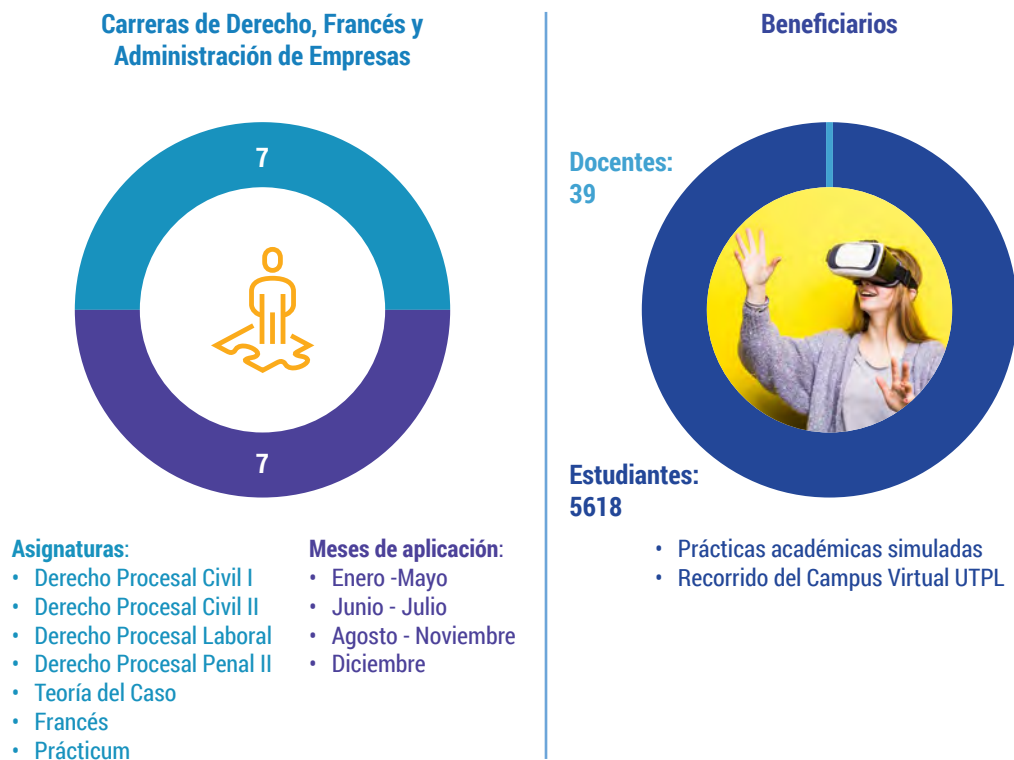 Carreras de Derecho, Francés y
Administración de Empresas
7
7
Asignaturas:
• Derecho Procesal Civil I
• Derecho Procesal Civil II
• Derecho Procesal Laboral
• Derecho Procesal Penal II
• Teoría del Caso
• Francés
• Prácticum
Meses de aplicación:
• Enero -Mayo
• Junio - Julio
• Agosto - Noviembre
• Diciembre
Beneficiarios
Docentes:
39
Estudiantes:
5618
• Prácticas académicas simuladas
• Recorrido del Campus Virtual UTPL